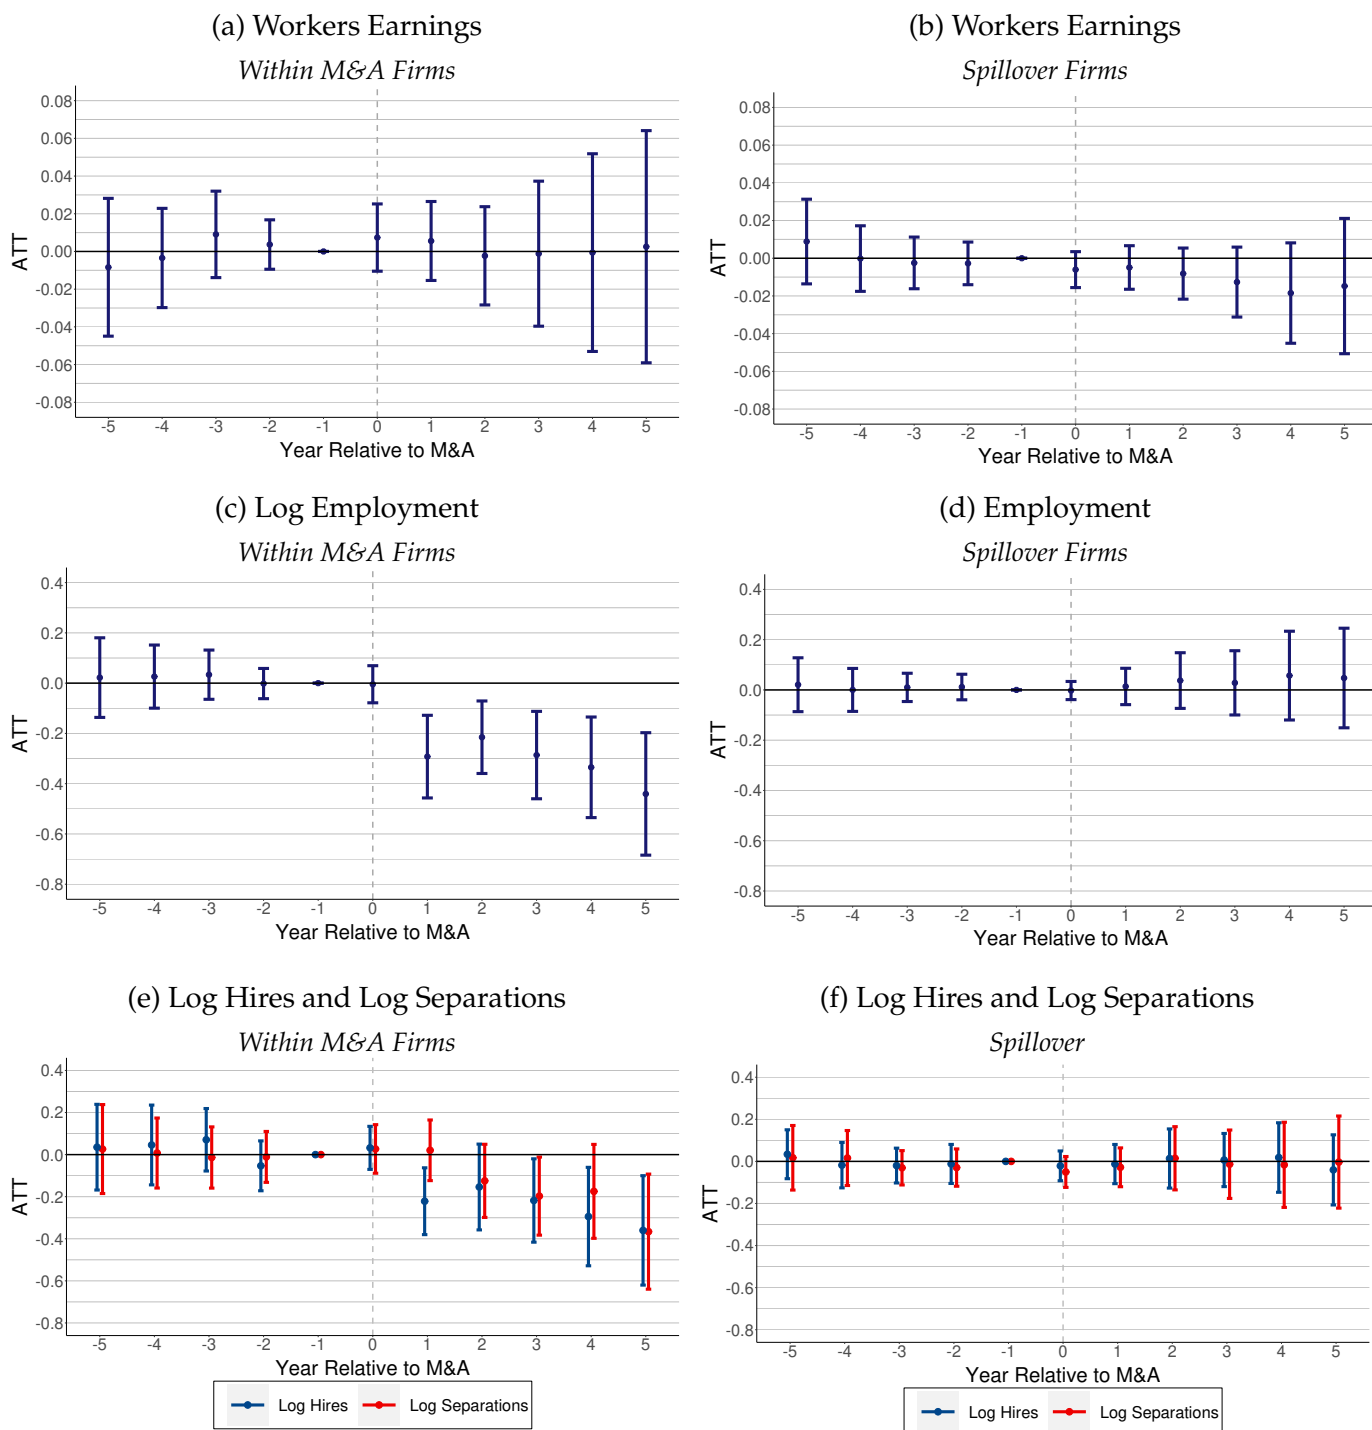 (a) Workers Earnings
Within M&A Firms
0.08
0.06
0.04
0.02
0.00
-0.02
-0.04
-0.06
-0.08
ATT
-5 -4 -3 -2 -1 0 1 2 3 4 5
Year Relative to M&A
(b) Workers Earnings
Spillover Firms
0.08
0.06
0.04
0.02
0.00
-0.02
-0.04
-0.06
-0.08
ATT
-5 -4 -3 -2 -1 0 1 2 3 4 5
Year Relative to M&A
(c) Log Employment
Within M&A Firms
0.4
0.2
0.0
-0.2
-0.4
-0.6
-0.8
ATT
-5 -4 -3 -2 -1 0 1 2 3 4 5
Year Relative to M&A
(d) Employment
Spillover Firms
0.4
0.2
0.0
-0.2
-0.4
-0.6
-0.8
ATT
-5 -4 -3 -2 -1 0 1 2 3 4 5
Year Relative to M&A
(e) Log Hires and Log Separations
Within M&A Firms
0.4
0.2
0.0
-0.2
-0.4
-0.6
-0.8
ATT
-5 -4 -3 -2 -1 0 1 2 3 4 5
Year Relative to M&A
Log Hires Log Separations
(f) Log Hires and Log Separations
Spillover
0.4
0.2
0.0
-0.2
-0.4
-0.6
-0.8
ATT
-5 -4 -3 -2 -1 0 1 2 3 4 5
Year Relative to M&A
Log Hires Log Separations